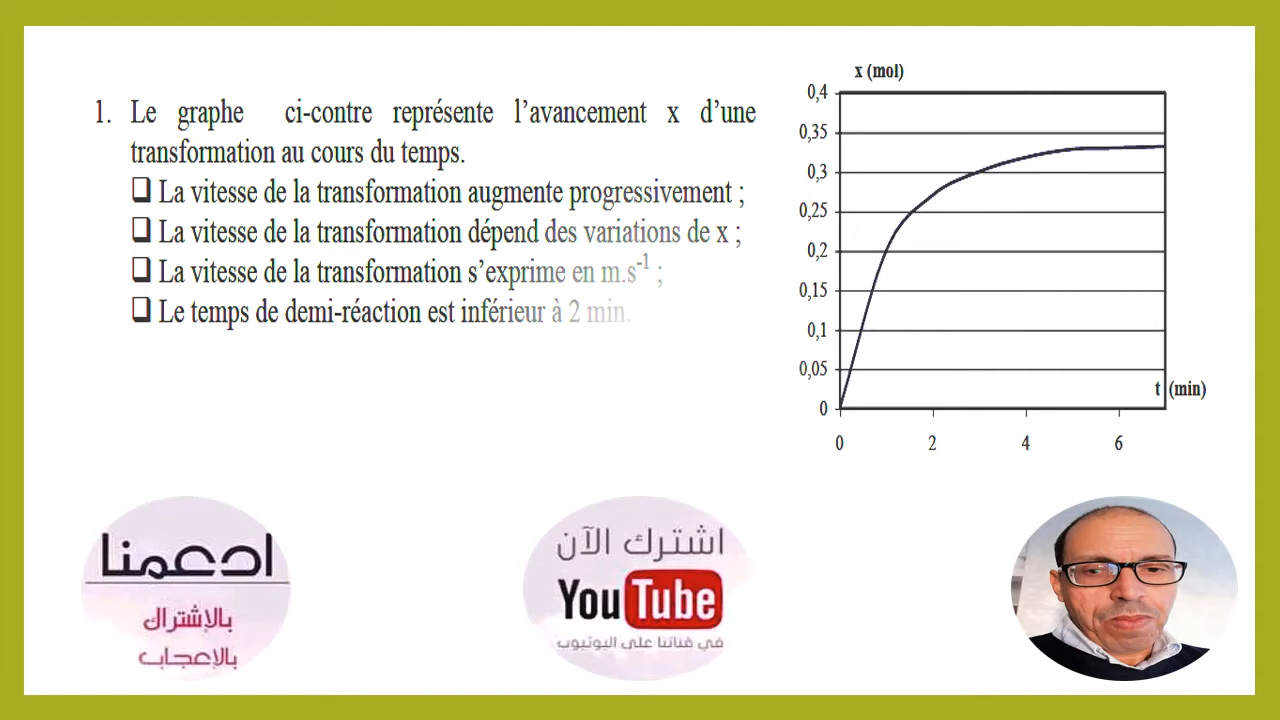 1. Le graphe ci-contre représente l’avancement x d’une
transformation au cours du temps.
❑ La vitesse de la transformation augmente progressivement ;
❑ La vitesse de la transformation dépend des variations de x ;
❑ La vitesse de la transformation s’exprime en m.s⁻¹ ;
❑ Le temps de demi-réaction est inférieur à 2 min.
x (mol)
0,4
0,35
0,3
0,25
0,2
0,15
0,1
0,05
0
t (min)
0 2 4 6
ادعمنا
بالإشتراك
بالإعجاب
اشترك الآن
YouTube
في قناتنا على اليوتيوب